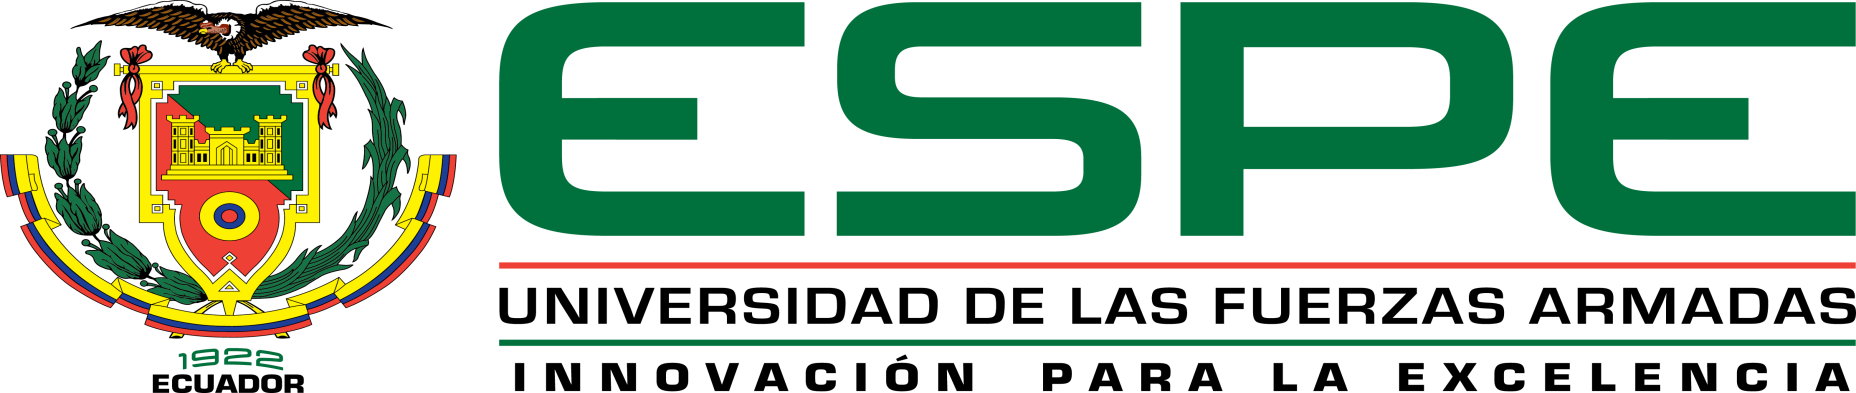 1922
ECUADOR
ESPE
UNIVERSIDAD DE LAS FUERZAS ARMADAS
INNOVACIÓN PARA LA EXCELENCIA